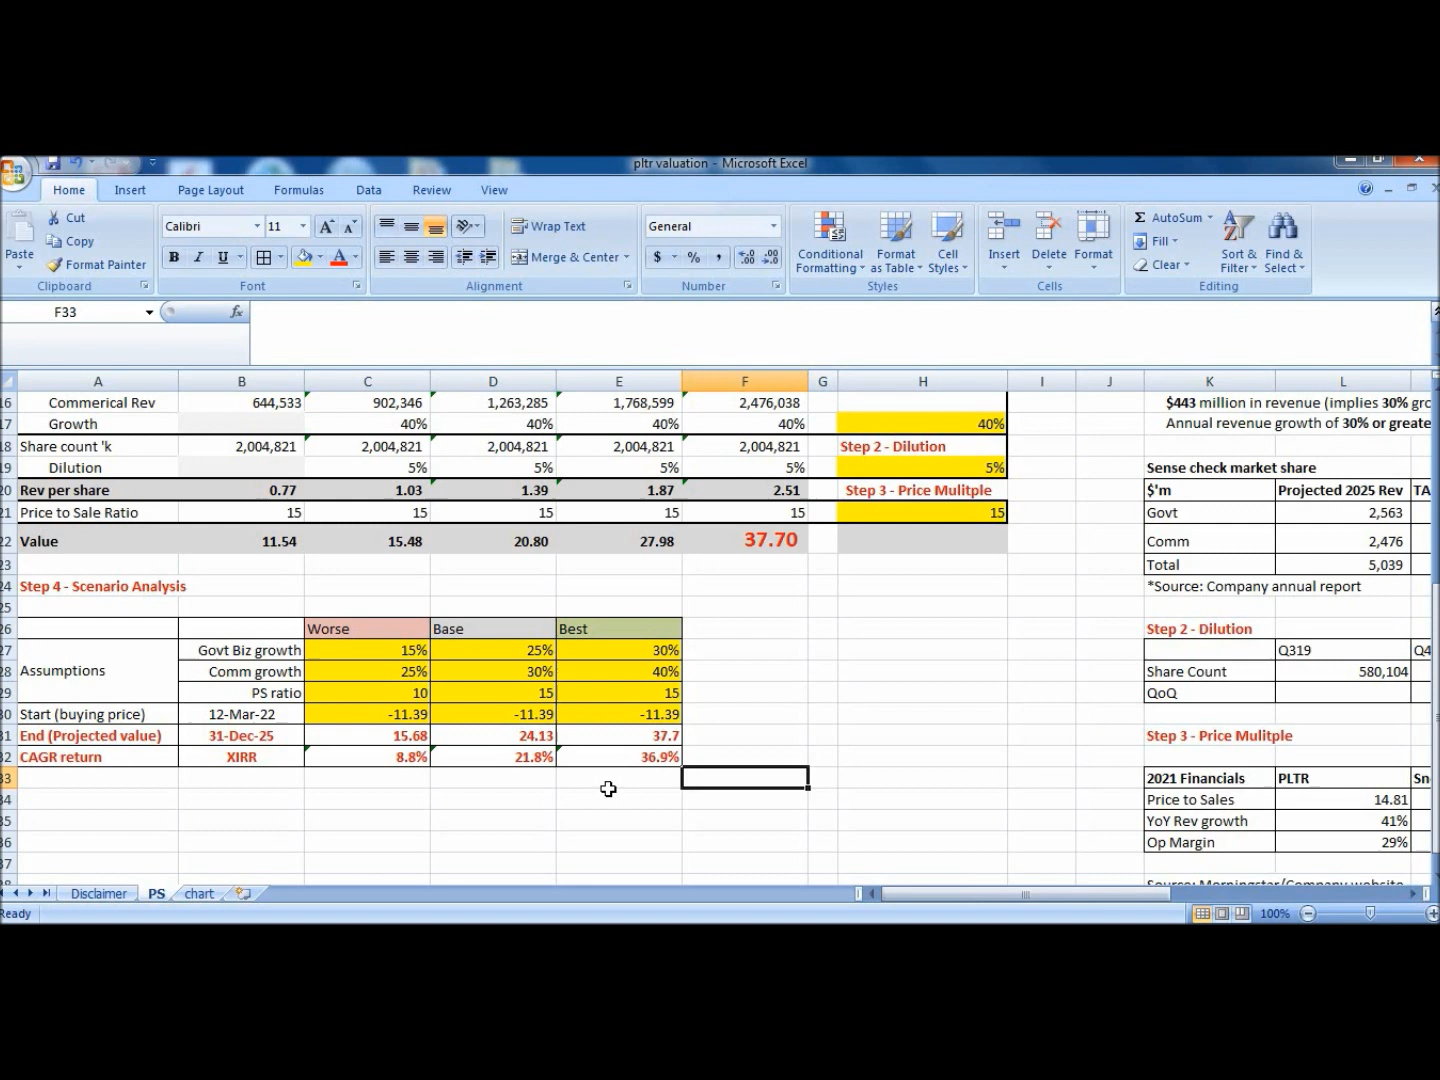 pltr valuation - Microsoft Excel
Home Insert Page Layout Formulas Data Review View
Cut
Copy
Format Painter
Paste
Calibri 11
B I U
Wrap Text
Merge & Center
General
$ % ,
Conditional Formatting
Format as Table
Cell Styles
Insert Delete Format
AutoSum
Fill
Clear
Sort & Filter
Find & Select
Clipboard Font Alignment Number Styles Cells Editing
F33 fx
A B C D E F G H I J K L
16 Commerical Rev 644,533 902,346 1,263,285 1,768,599 2,476,038 $443 million in revenue (implies 30% gro
17 Growth 40% 40% 40% 40% 40% Annual revenue growth of 30% or greate
18 Share count 'k 2,004,821 2,004,821 2,004,821 2,004,821 2,004,821 Step 2 - Dilution
19 Dilution 5% 5% 5% 5% 5% Sense check market share
20 Rev per share 0.77 1.03 1.39 1.87 2.51 Step 3 - Price Mulitple $'m Projected 2025 Rev TA
21 Price to Sale Ratio 15 15 15 15 15 15 Govt 2,563
22 Value 11.54 15.48 20.80 27.98 37.70 Comm 2,476
23 Total 5,039
24 Step 4 - Scenario Analysis *Source: Company annual report
25
26 Worse Base Best Step 2 - Dilution
27 Govt Biz growth 15% 25% 30% Q319 Q4
28 Assumptions Comm growth 25% 30% 40% Share Count 580,104
29 PS ratio 10 15 15 QoQ
30 Start (buying price) 12-Mar-22 -11.39 -11.39 -11.39
31 End (Projected value) 31-Dec-25 15.68 24.13 37.7 Step 3 - Price Mulitple
32 CAGR return XIRR 8.8% 21.8% 36.9%
33 2021 Financials PLTR Sn
34 Price to Sales 14.81
35 YoY Rev growth 41%
36 Op Margin 29%
37
38 Source: Morningstar/Company website
Disclaimer PS chart
Ready 100%